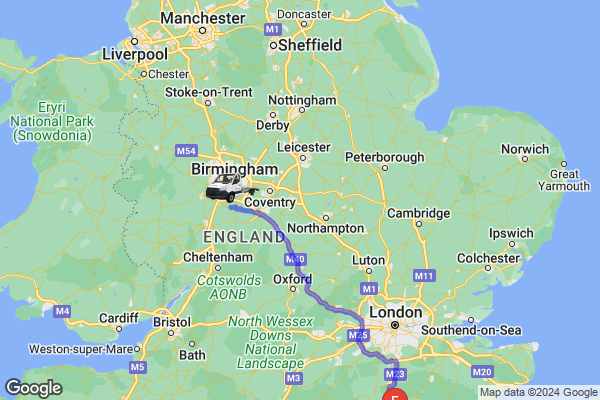 Doncaster
Manchester
M1
Liverpool
Sheffield
Chester
Eryri
National Park
(Snowdonia)
Stoke-on-Trent
Nottingham
Derby
M54
Leicester
Norwich
Birmingham
Peterborough
Great
Yarmouth
Coventry
Northampton
Cambridge
ENGLAND
Ipswich
Cheltenham
M40
Luton
M11
Colchester
Cotswolds
AONB
Oxford
M1
M4
Cardiff
Bristol
North Wessex
Downs
National
Landscape
London
M25
Southend-on-Sea
Weston-super-Mare
Bath
M5
M3
M23
M20
Google
Google
Map data ©2024 Google